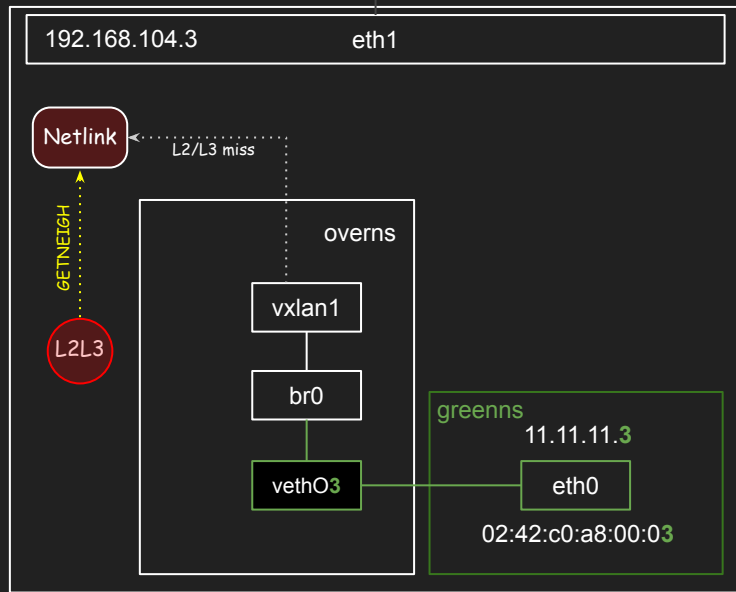 192.168.104.3 eth1
Netlink
L2/L3 miss
GETNEIGH
overns
vxlan1
L2L3
br0
greenns
11.11.11.3
vethO3
eth0
02:42:c0:a8:00:03